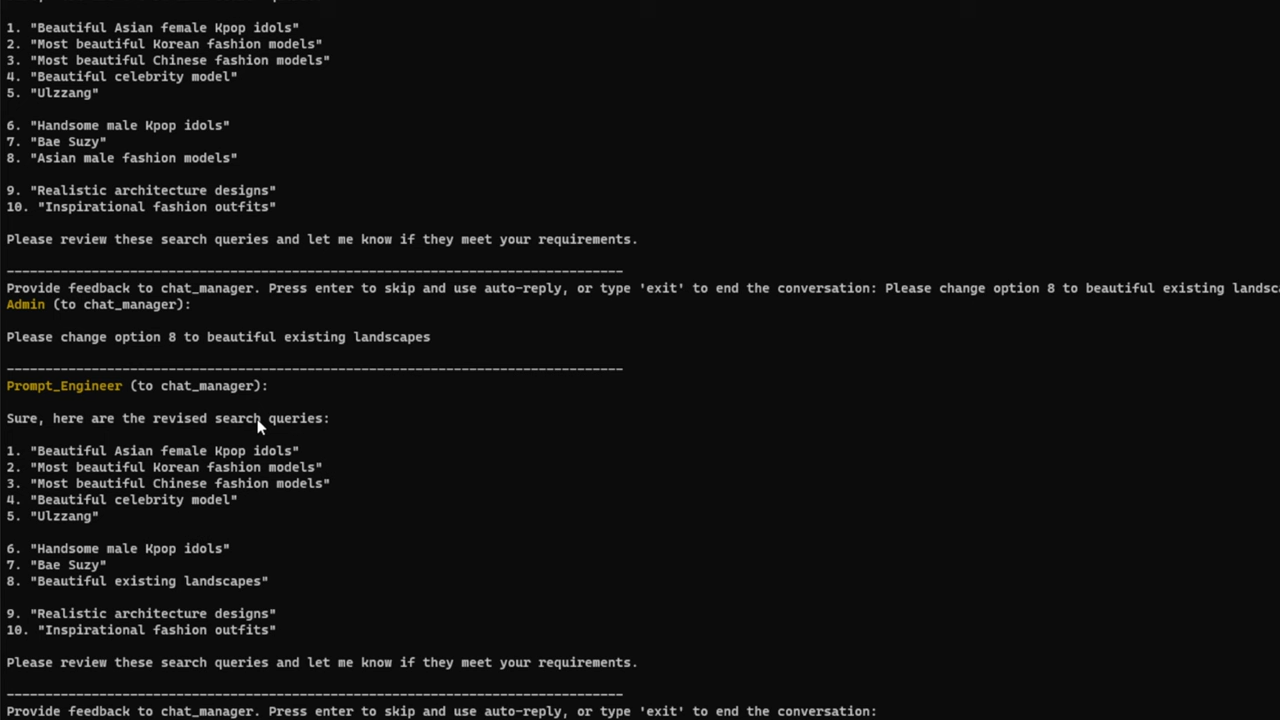 1. "Beautiful Asian female Kpop idols"
2. "Most beautiful Korean fashion models"
3. "Most beautiful Chinese fashion models"
4. "Beautiful celebrity model"
5. "Ulzzang"
6. "Handsome male Kpop idols"
7. "Bae Suzy"
8. "Asian male fashion models"
9. "Realistic architecture designs"
10. "Inspirational fashion outfits"
Please review these search queries and let me know if they meet your requirements.
--------------------------------------------------------------------------------
Provide feedback to chat_manager. Press enter to skip and use auto-reply, or type 'exit' to end the conversation: Please change option 8 to beautiful existing
Admin (to chat_manager):
Please change option 8 to beautiful existing landscapes
--------------------------------------------------------------------------------
Prompt_Engineer (to chat_manager):
Sure, here are the revised search queries:
1. "Beautiful Asian female Kpop idols"
2. "Most beautiful Korean fashion models"
3. "Most beautiful Chinese fashion models"
4. "Beautiful celebrity model"
5. "Ulzzang"
6. "Handsome male Kpop idols"
7. "Bae Suzy"
8. "Beautiful existing landscapes"
9. "Realistic architecture designs"
10. "Inspirational fashion outfits"
Please review these search queries and let me know if they meet your requirements.
--------------------------------------------------------------------------------
Provide feedback to chat_manager. Press enter to skip and use auto-reply, or type 'exit' to end the conversation: